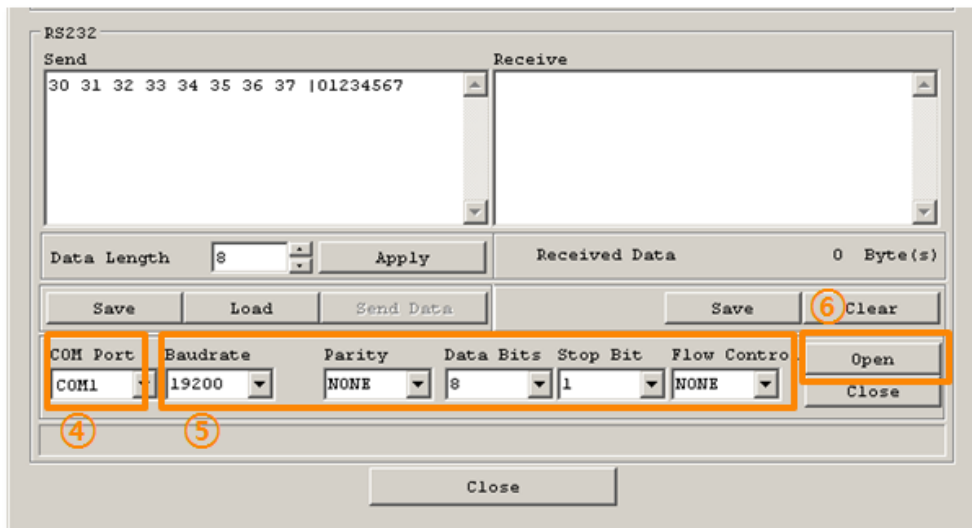 RS232
Send Receive
30 31 32 33 34 35 36 37 |01234567
Data Length 8 Apply Received Data 0 Byte(s)
Save Load Send Data Save ⑥ Clear
COM Port Baudrate Parity Data Bits Stop Bit Flow Contro Open
COM1 19200 NONE 8 1 NONE Close
④ ⑤
Close